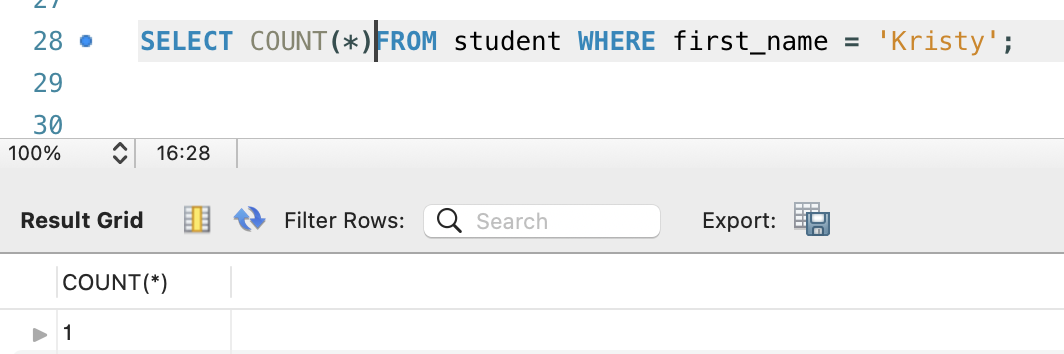 27
28 SELECT COUNT(*)FROM student WHERE first_name = 'Kristy';
29
30
100% 16:28
Result Grid Filter Rows: Search Export:
COUNT(*)
1